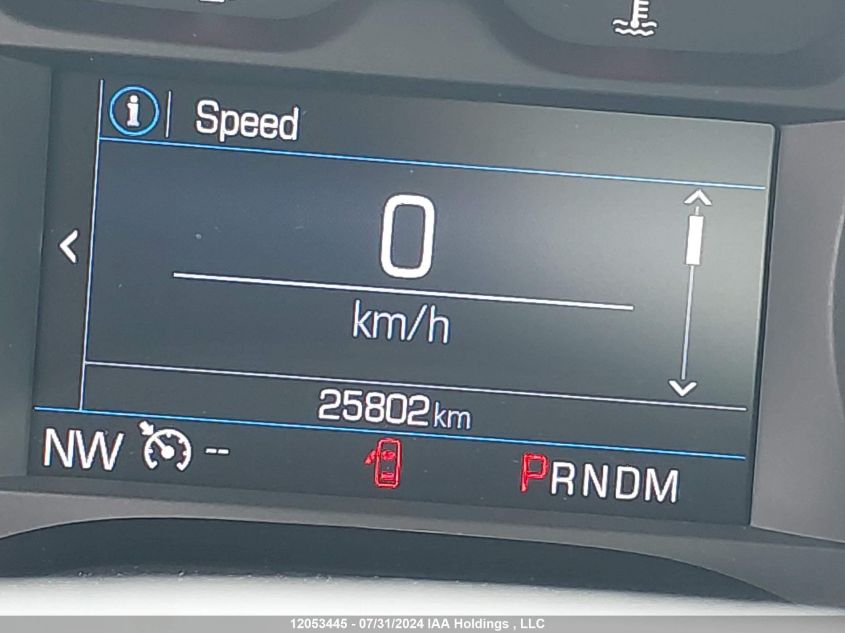 Speed
0
km/h
25802 km
NW --
PRNDM
12053445 - 07/31/2024 IAA Holdings , LLC